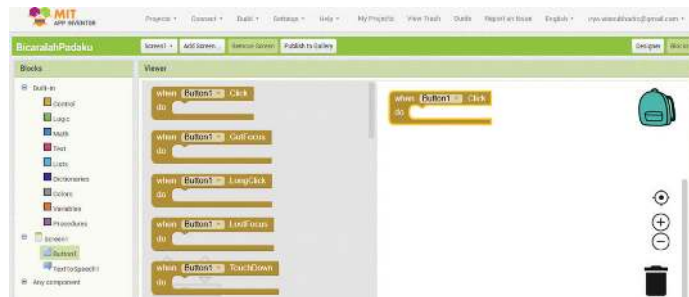 MIT
APP INVENTOR
Projects
Connect
Build
Settings
Help
My Projects
View Trash
Guide
Report an Issue
English
BicaralahPadaku
Screen1
Add Screen...
Remove Screen
Publish to Gallery
Designer
Blocks
Blocks
Viewer
Built-in
Control
Logic
Math
Text
Lists
Dictionaries
Colors
Variables
Procedures
Screen1
Button1
TextToSpeech1
Any component
when Button1 .Click
do
when Button1 .GotFocus
do
when Button1 .LongClick
do
when Button1 .LostFocus
do
when Button1 .TouchDown
do
when Button1 .Click
do